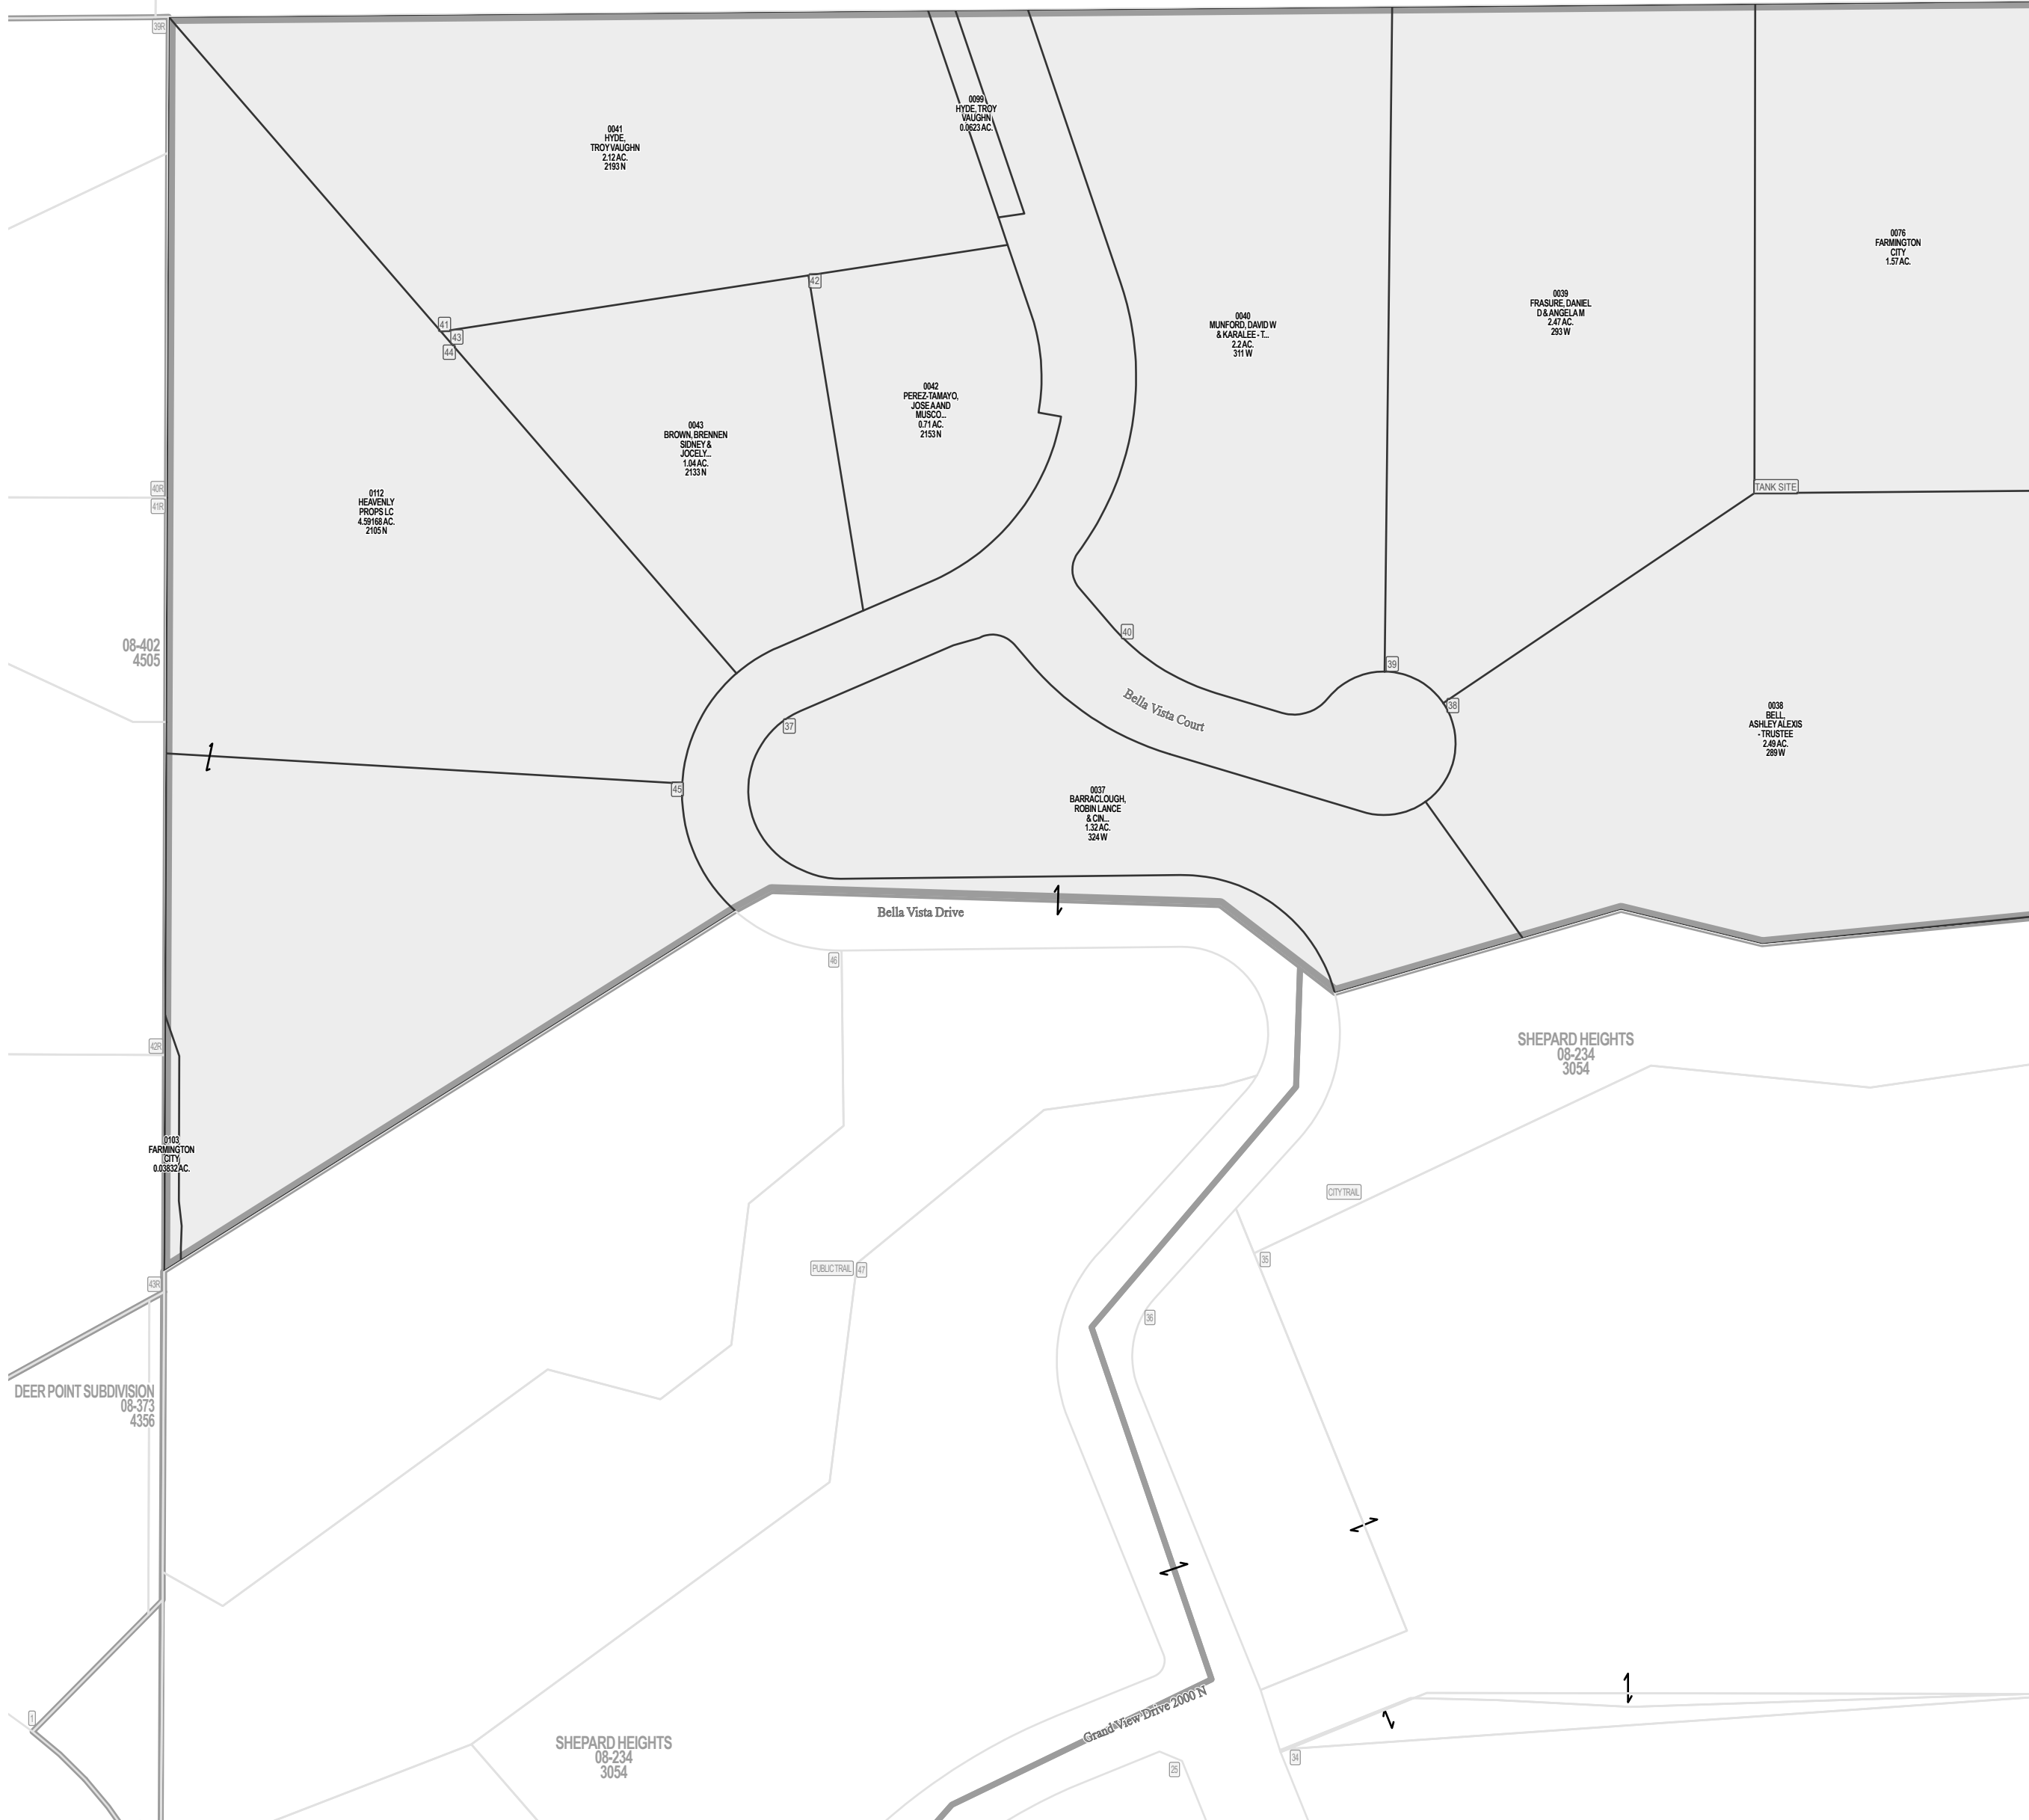 39R
0041
HYDE,
TROY VAUGHN
2.12 AC.
2193 N
0099
HYDE, TROY
VAUGHN
0.0623 AC.
0076
FARMINGTON
CITY
1.57 AC.
0039
FRASURE, DANIEL
D & ANGELA M
2.47 AC.
293 W
0040
MUNFORD, DAVID W
& KARALEE - T...
2.2 AC.
311 W
42
41
43
44
0042
PEREZ-TAMAYO,
JOSE A AND
MUSCO...
0.71 AC.
2153 N
0043
BROWN, BRENNEN
SIDNEY &
JOCELY...
1.04 AC.
2133 N
0112
HEAVENLY
PROPS LC
4.59168 AC.
2105 N
40R
41R
TANK SITE
08-402
4505
40
39
38
37
Bella Vista Court
0038
BELL,
ASHLEY ALEXIS
- TRUSTEE
2.49 AC.
289 W
45
0037
BARRACLOUGH,
ROBIN LANCE
& CIN...
1.32 AC.
324 W
Bella Vista Drive
46
42R
SHEPARD HEIGHTS
08-234
3054
0103
FARMINGTON
CITY
0.03832 AC.
CITY TRAIL
43R
PUBLIC TRAIL
47
35
36
DEER POINT SUBDIVISION
08-373
4356
1
Grand View Drive 2000 N
SHEPARD HEIGHTS
08-234
3054
34
26